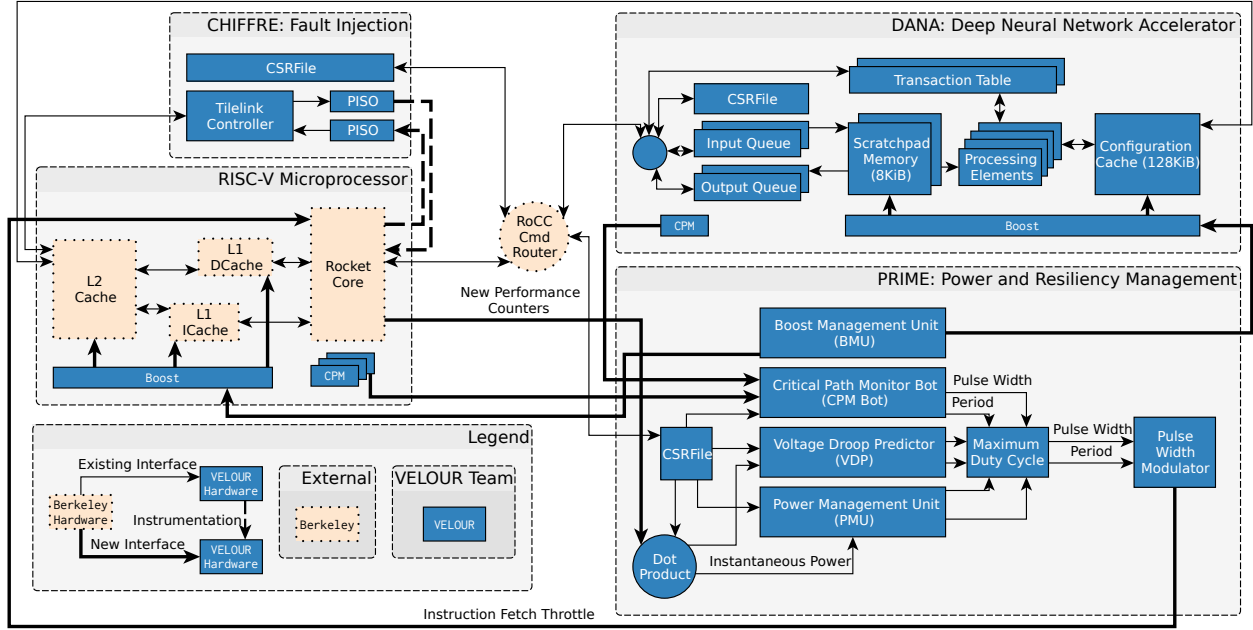 CHIFFRE: Fault Injection
CSRFile
Tilelink
Controller
PISO
PISO
RISC-V Microprocessor
L2
Cache
L1
DCache
L1
ICache
Rocket
Core
Boost
CPM
RoCC
Cmd
Router
New Performance
Counters
DANA: Deep Neural Network Accelerator
Transaction Table
CSRFile
Input Queue
Output Queue
Scratchpad
Memory
(8KiB)
Processing
Elements
Configuration
Cache (128KiB)
CPM
Boost
PRIME: Power and Resiliency Management
Boost Management Unit
(BMU)
Critical Path Monitor Bot
(CPM Bot)
Pulse Width
Period
CSRFile
Voltage Droop Predictor
(VDP)
Maximum
Duty Cycle
Pulse Width
Period
Pulse
Width
Modulator
Power Management Unit
(PMU)
Dot
Product
Instantaneous Power
Legend
Existing Interface
VELOUR
Hardware
Berkeley
Hardware
Instrumentation
New Interface
VELOUR
Hardware
External
Berkeley
VELOUR Team
VELOUR
Instruction Fetch Throttle